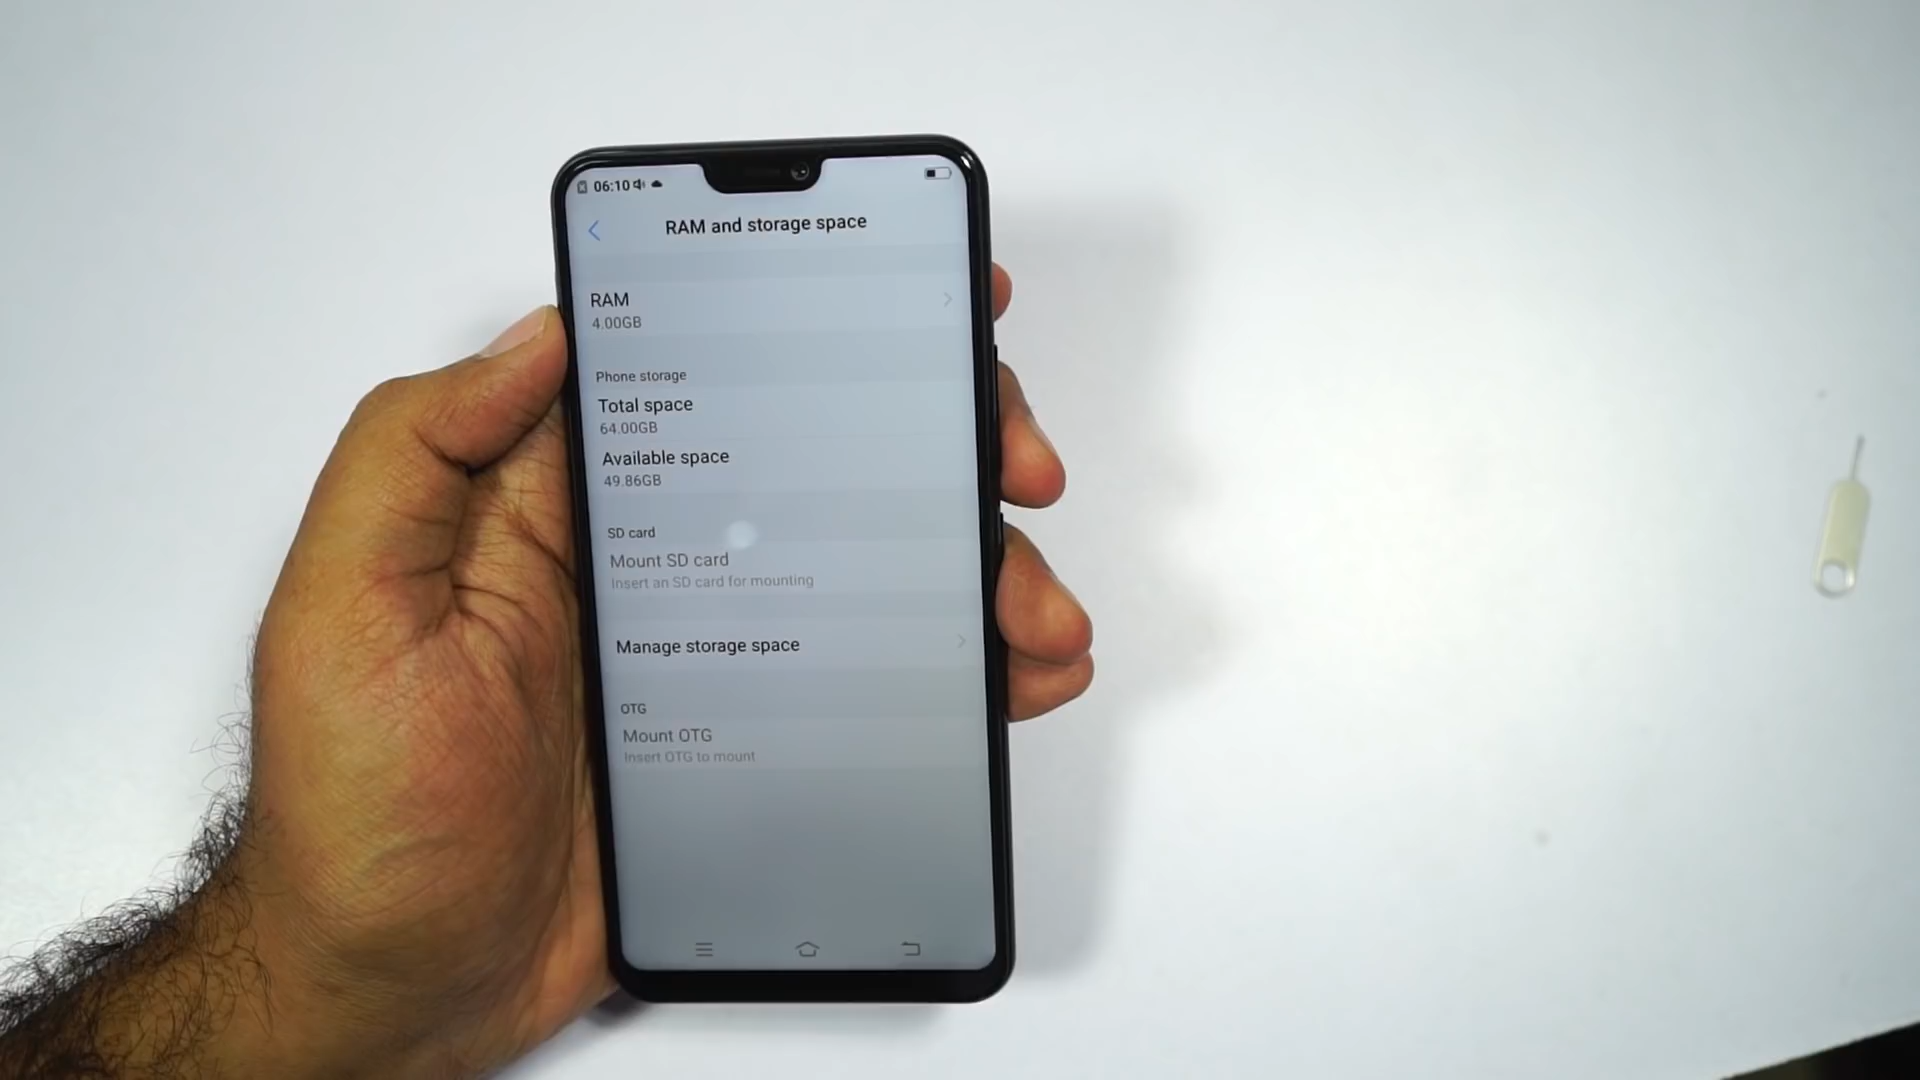 06:10
RAM and storage space
RAM
4.00GB
Phone storage
Total space
64.00GB
Available space
49.86GB
SD card
Mount SD card
Insert an SD card for mounting
Manage storage space
OTG
Mount OTG
Insert OTG to mount